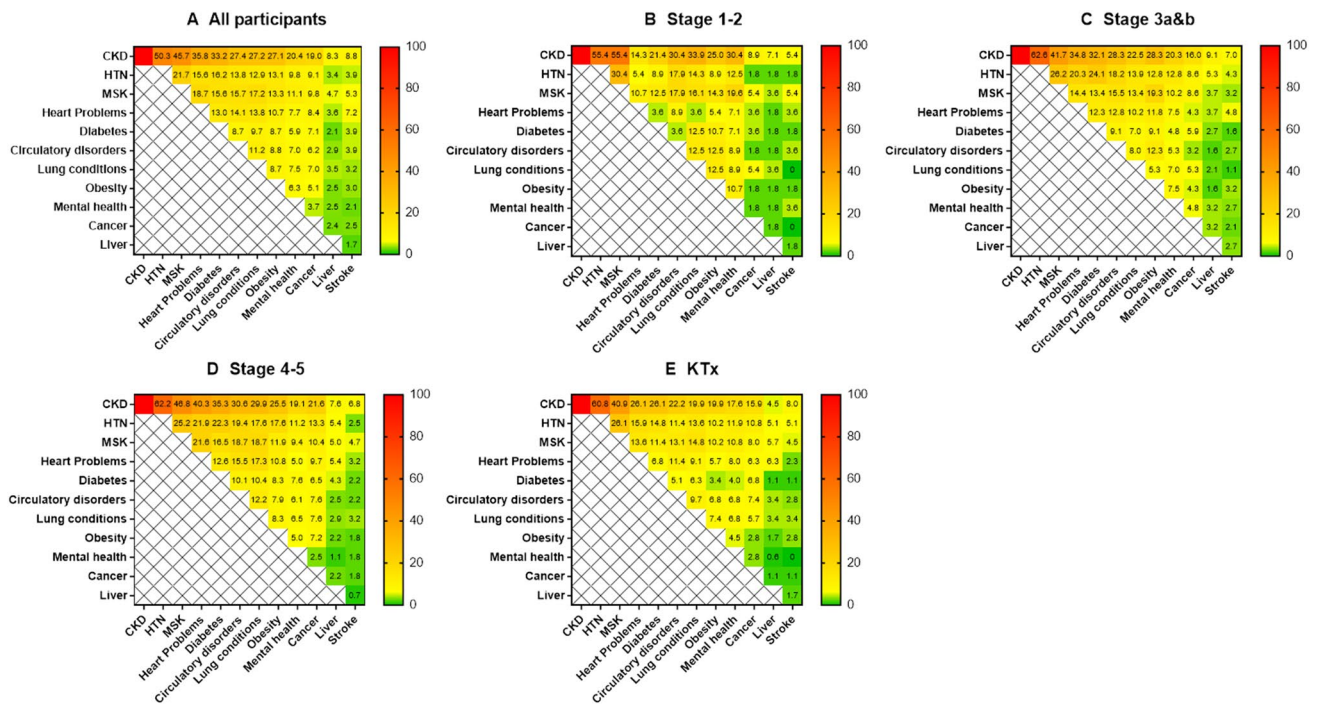 A All participants
CKD 50.3 45.7 35.8 33.2 27.4 27.2 27.1 20.4 19.0 8.3 8.8
HTN 21.7 15.6 16.2 13.8 12.9 13.1 9.8 9.1 3.4 3.9
MSK 18.7 15.6 15.7 17.2 13.3 11.1 9.8 4.7 5.3
Heart Problems 13.0 14.1 13.8 10.7 7.7 8.4 3.6 7.2
Diabetes 8.7 9.7 8.7 5.9 7.1 2.1 3.9
Circulatory disorders 11.2 8.8 7.0 6.2 2.9 3.9
Lung conditions 8.7 7.5 7.0 3.5 3.2
Obesity 6.3 5.1 2.5 3.0
Mental health 3.7 2.5 2.1
Cancer 2.4 2.5
Liver 1.7
CKD HTN MSK Heart Problems Diabetes Circulatory disorders Lung conditions Obesity Mental health Cancer Liver Stroke
100
80
60
40
20
0
B Stage 1-2
CKD 55.4 55.4 14.3 21.4 30.4 33.9 25.0 30.4 8.9 7.1 5.4
HTN 30.4 5.4 8.9 17.9 14.3 8.9 12.5 1.8 1.8 1.8
MSK 10.7 12.5 17.9 16.1 14.3 19.6 5.4 3.6 5.4
Heart Problems 3.6 8.9 3.6 5.4 7.1 3.6 1.8 3.6
Diabetes 3.6 12.5 10.7 7.1 3.6 1.8 1.8
Circulatory disorders 12.5 12.5 8.9 1.8 1.8 3.6
Lung conditions 12.5 8.9 5.4 3.6 0
Obesity 10.7 1.8 1.8 1.8
Mental health 1.8 1.8 3.6
Cancer 1.8 0
Liver 1.8
CKD HTN MSK Heart Problems Diabetes Circulatory disorders Lung conditions Obesity Mental health Cancer Liver Stroke
100
80
60
40
20
0
C Stage 3a&b
CKD 62.6 41.7 34.8 32.1 28.3 22.5 28.3 20.3 16.0 9.1 7.0
HTN 26.2 20.3 24.1 18.2 13.9 12.8 12.8 8.6 5.3 4.3
MSK 14.4 13.4 15.5 13.4 19.3 10.2 8.6 3.7 3.2
Heart Problems 12.3 12.8 10.2 11.8 7.5 4.3 3.7 4.8
Diabetes 9.1 7.0 9.1 4.8 5.9 2.7 1.6
Circulatory disorders 8.0 12.3 5.3 3.2 1.6 2.7
Lung conditions 5.3 7.0 5.3 2.1 1.1
Obesity 7.5 4.3 1.6 3.2
Mental health 4.8 3.2 2.7
Cancer 3.2 2.1
Liver 2.7
CKD HTN MSK Heart Problems Diabetes Circulatory disorders Lung conditions Obesity Mental health Cancer Liver Stroke
100
80
60
40
20
0
D Stage 4-5
CKD 62.2 46.8 40.3 35.3 30.6 29.9 25.5 19.1 21.6 7.6 6.8
HTN 25.2 21.9 22.3 19.4 17.6 17.6 11.2 13.3 5.4 2.5
MSK 21.6 16.5 18.7 18.7 11.9 9.4 10.4 5.0 4.7
Heart Problems 12.6 15.5 17.3 10.8 5.0 9.7 5.4 3.2
Diabetes 10.1 10.4 8.3 7.6 6.5 4.3 2.2
Circulatory disorders 12.2 7.9 6.1 7.6 2.5 2.2
Lung conditions 8.3 6.5 7.6 2.9 3.2
Obesity 5.0 7.2 2.2 1.8
Mental health 2.5 1.1 1.8
Cancer 2.2 1.8
Liver 0.7
CKD HTN MSK Heart Problems Diabetes Circulatory disorders Lung conditions Obesity Mental health Cancer Liver Stroke
100
80
60
40
20
0
E KTx
CKD 60.8 40.9 26.1 26.1 22.2 19.9 19.9 17.6 15.9 4.5 8.0
HTN 26.1 15.9 14.8 11.4 13.6 10.2 11.9 10.8 5.1 5.1
MSK 13.6 11.4 13.1 14.8 10.2 10.8 8.0 5.7 4.5
Heart Problems 6.8 11.4 9.1 5.7 8.0 6.3 6.3 2.3
Diabetes 5.1 6.3 3.4 4.0 6.8 1.1 1.1
Circulatory disorders 9.7 6.8 6.8 7.4 3.4 2.8
Lung conditions 7.4 6.8 5.7 3.4 3.4
Obesity 4.5 2.8 1.7 2.8
Mental health 2.8 0.6 0
Cancer 1.1 1.1
Liver 1.7
CKD HTN MSK Heart Problems Diabetes Circulatory disorders Lung conditions Obesity Mental health Cancer Liver Stroke
100
80
60
40
20
0